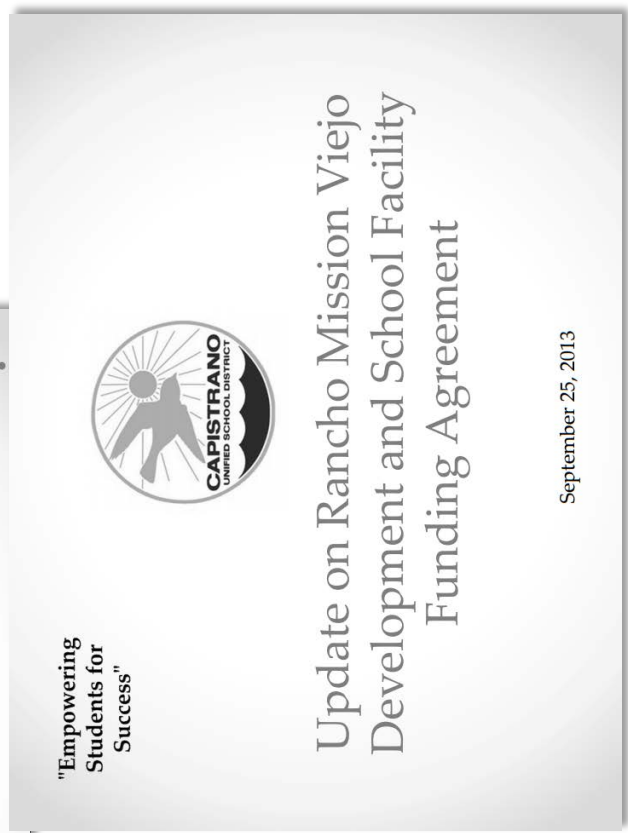 "Empowering
Students for
Success"
CAPISTRANO
UNIFIED SCHOOL DISTRICT
Update on Rancho Mission Viejo
Development and School Facility
Funding Agreement
September 25, 2013